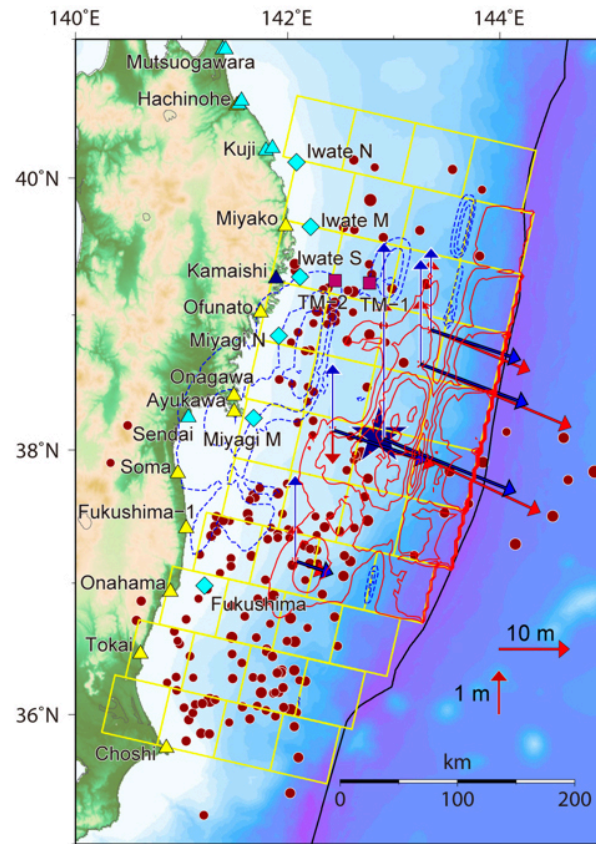 140°E
142°E
144°E
Mutsuogawara
Hachinohe
Kuji
Iwate N
40°N
Miyako
Iwate M
Iwate S
Kamaishi
TM-2
TM-1
Ofunato
Miyagi N
Onagawa
Ayukawa
Sendai
Miyagi M
38°N
Soma
Fukushima-1
Onahama
Fukushima
Tokai
10 m
1 m
36°N
Choshi
km
0
100
200